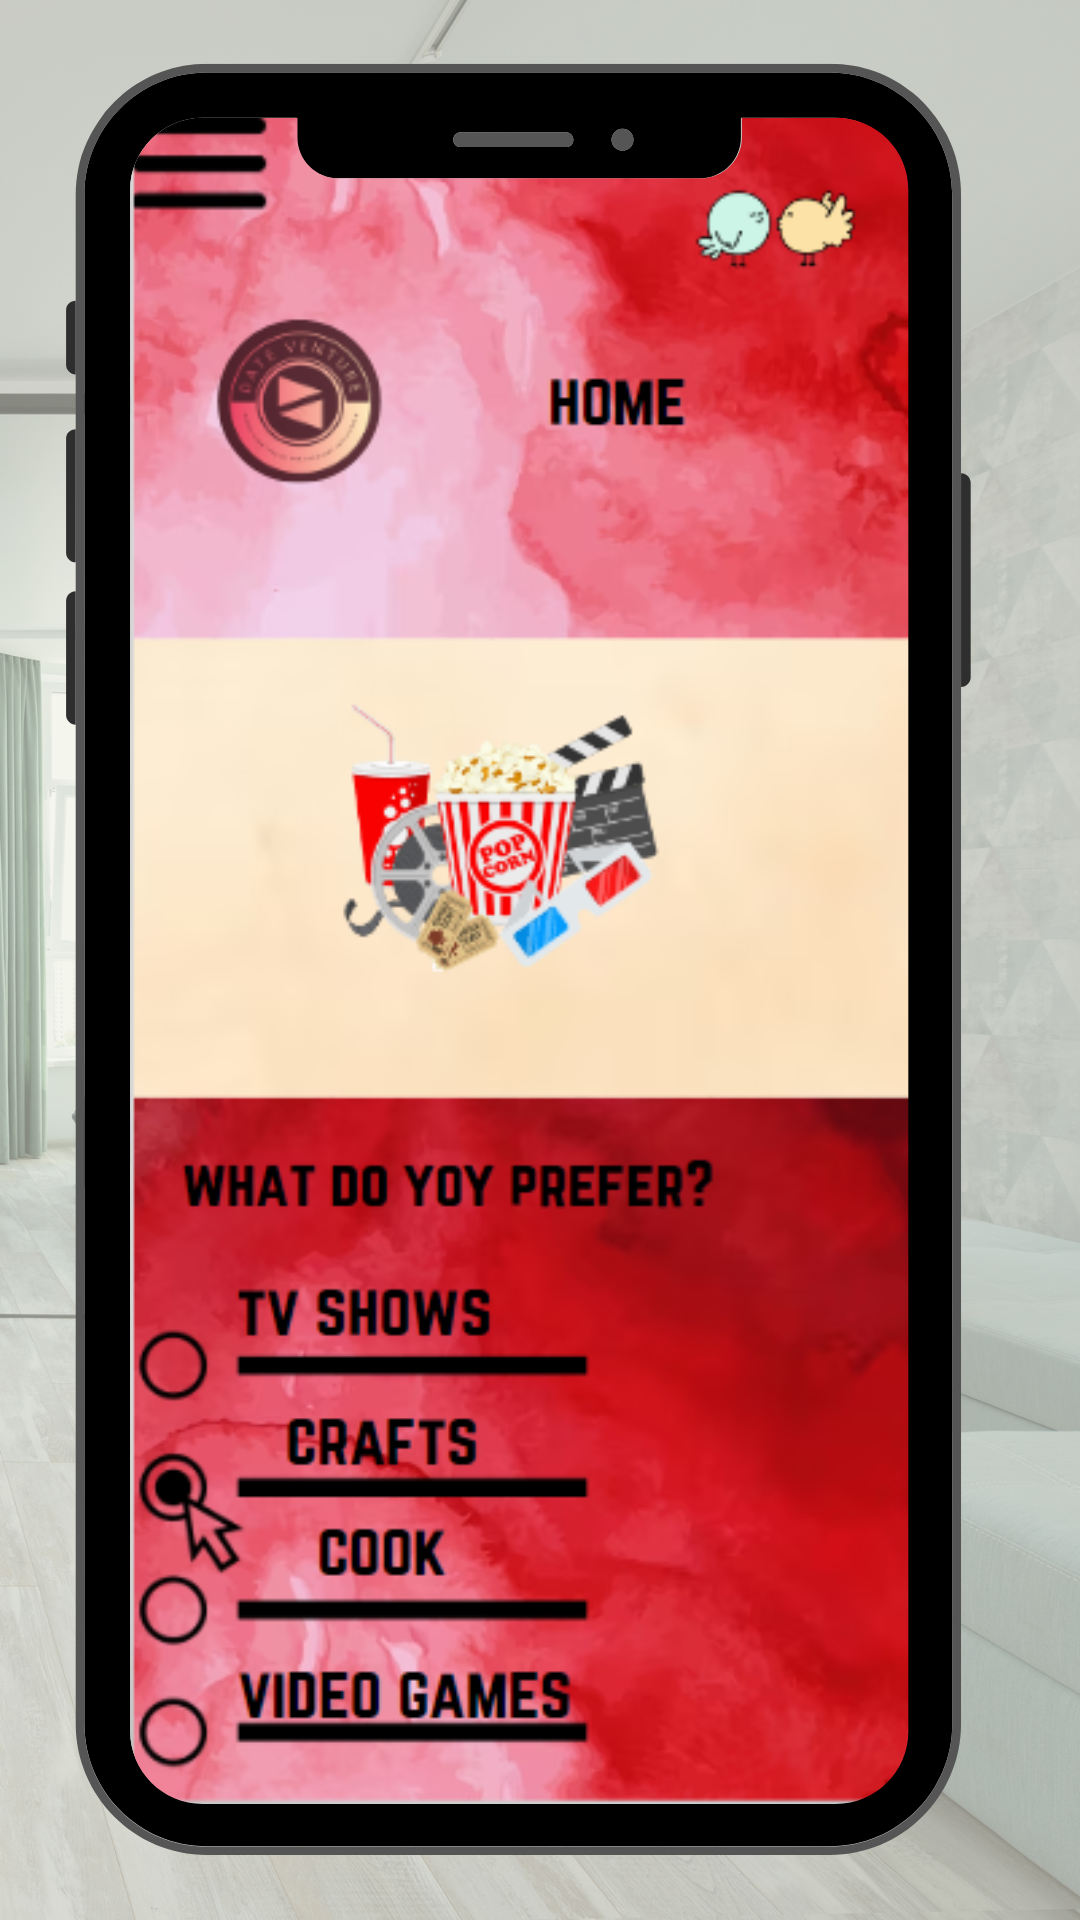 DATE VENTURE
HOME
POP
CORN
WHAT DO YOY PREFER?
TV SHOWS
CRAFTS
COOK
VIDEO GAMES